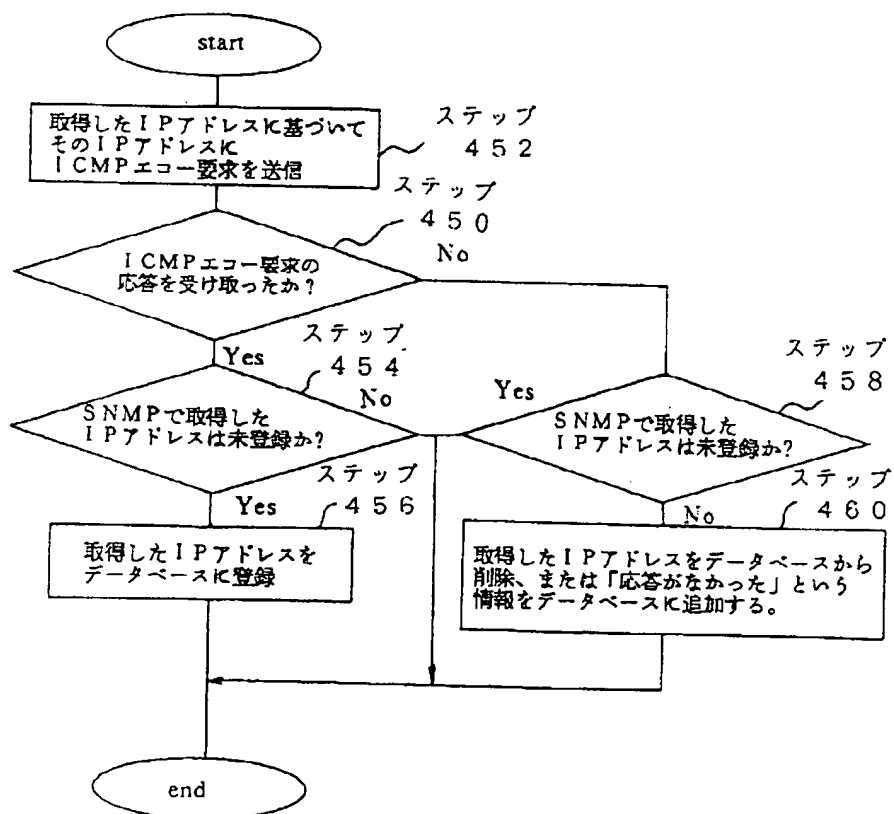 start
取得したIPアドレスに基づいて
そのIPアドレスに
ICMPエコー要求を送信
ステップ
452
ステップ
450
ICMPエコー要求の
応答を受け取ったか?
No
Yes
ステップ
454
SNMPで取得した
IPアドレスは未登録か?
No
Yes
ステップ
458
SNMPで取得した
IPアドレスは未登録か?
Yes
ステップ
456
取得したIPアドレスを
データベースに登録
No
ステップ
460
取得したIPアドレスをデータベースから
削除、または「応答がなかった」という
情報をデータベースに追加する。
end